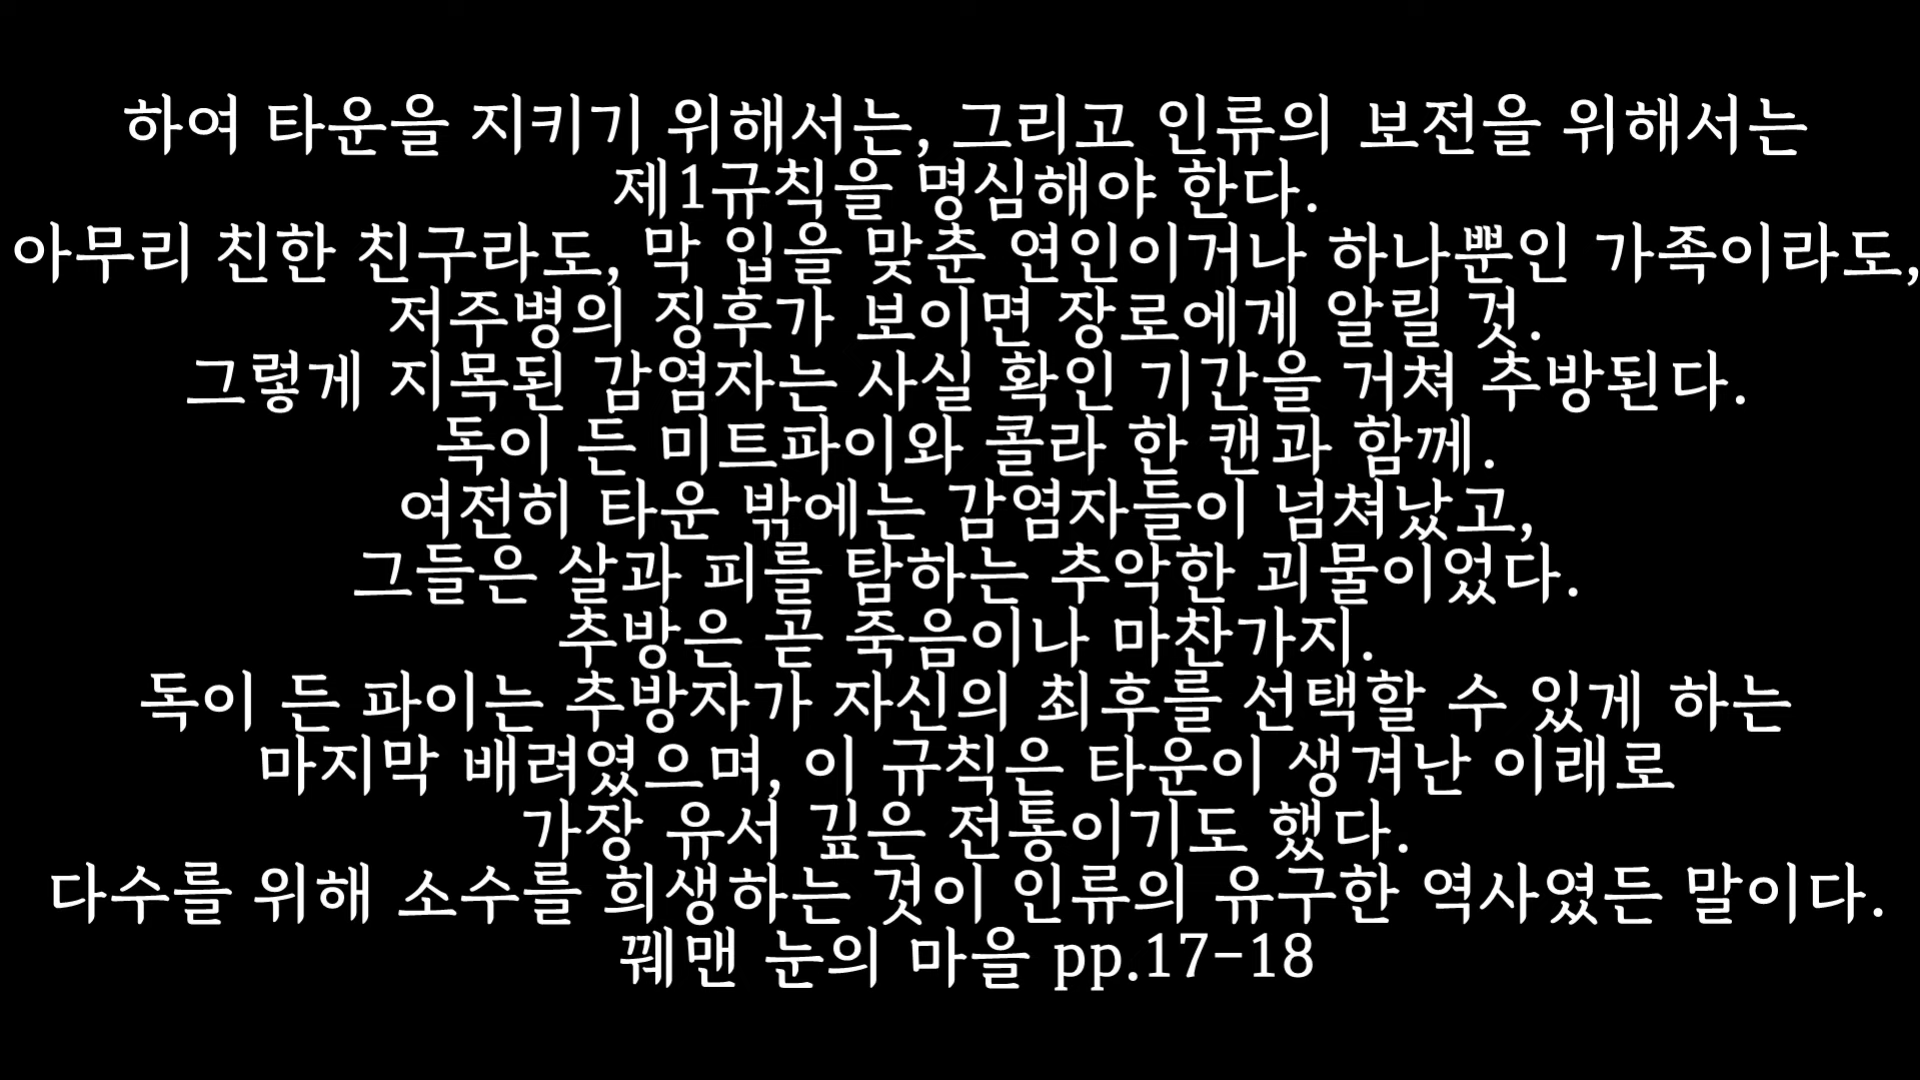 하여 타운을 지키기 위해서는, 그리고 인류의 보전을 위해서는
제1규칙을 명심해야 한다.
아무리 친한 친구라도, 막 입을 맞춘 연인이거나 하나뿐인 가족이라도,
저주병의 징후가 보이면 장로에게 알릴 것.
그렇게 지목된 감염자는 사실 확인 기간을 거쳐 추방된다.
독이 든 미트파이와 콜라 한 캔과 함께.
여전히 타운 밖에는 감염자들이 넘쳐났고,
그들은 살과 피를 탐하는 추악한 괴물이었다.
추방은 곧 죽음이나 마찬가지.
독이 든 파이는 추방자가 자신의 최후를 선택할 수 있게 하는
마지막 배려였으며, 이 규칙은 타운이 생겨난 이래로
가장 유서 깊은 전통이기도 했다.
다수를 위해 소수를 희생하는 것이 인류의 유구한 역사였든 말이다.
꿰맨 눈의 마을 pp.17-18